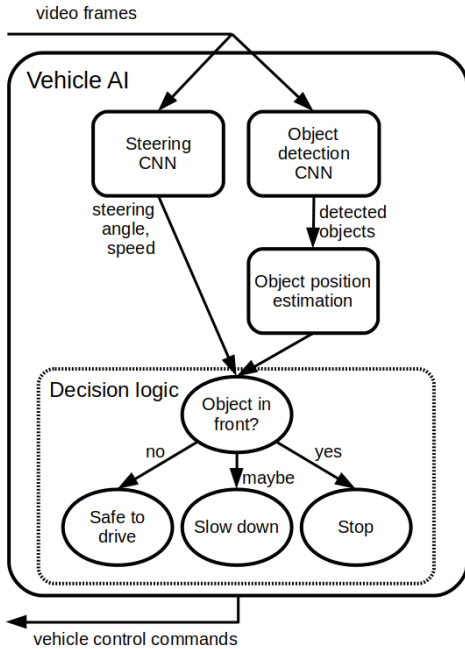 video frames
Vehicle AI
Steering
CNN
Object
detection
CNN
steering
angle,
speed
detected
objects
Object position
estimation
Decision logic
Object in
front?
no
maybe
yes
Safe to
drive
Slow down
Stop
vehicle control commands